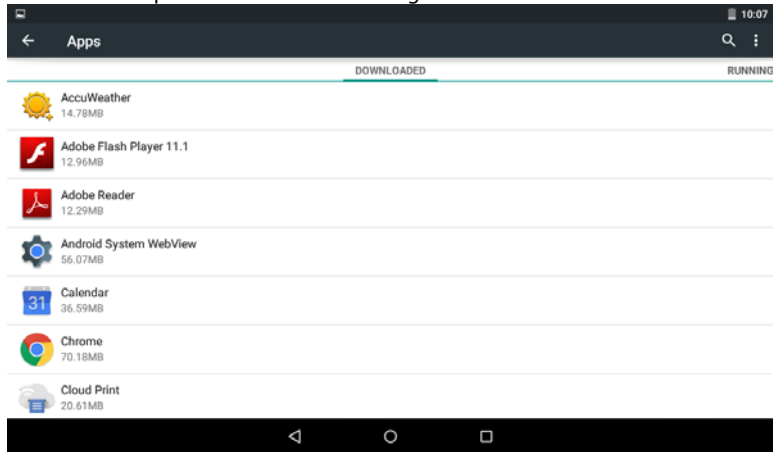 10:07
Apps
DOWNLOADED
RUNNING
AccuWeather
14.78MB
Adobe Flash Player 11.1
12.96MB
Adobe Reader
12.29MB
Android System WebView
56.07MB
31
Calendar
36.59MB
Chrome
70.18MB
Cloud Print
20.61MB